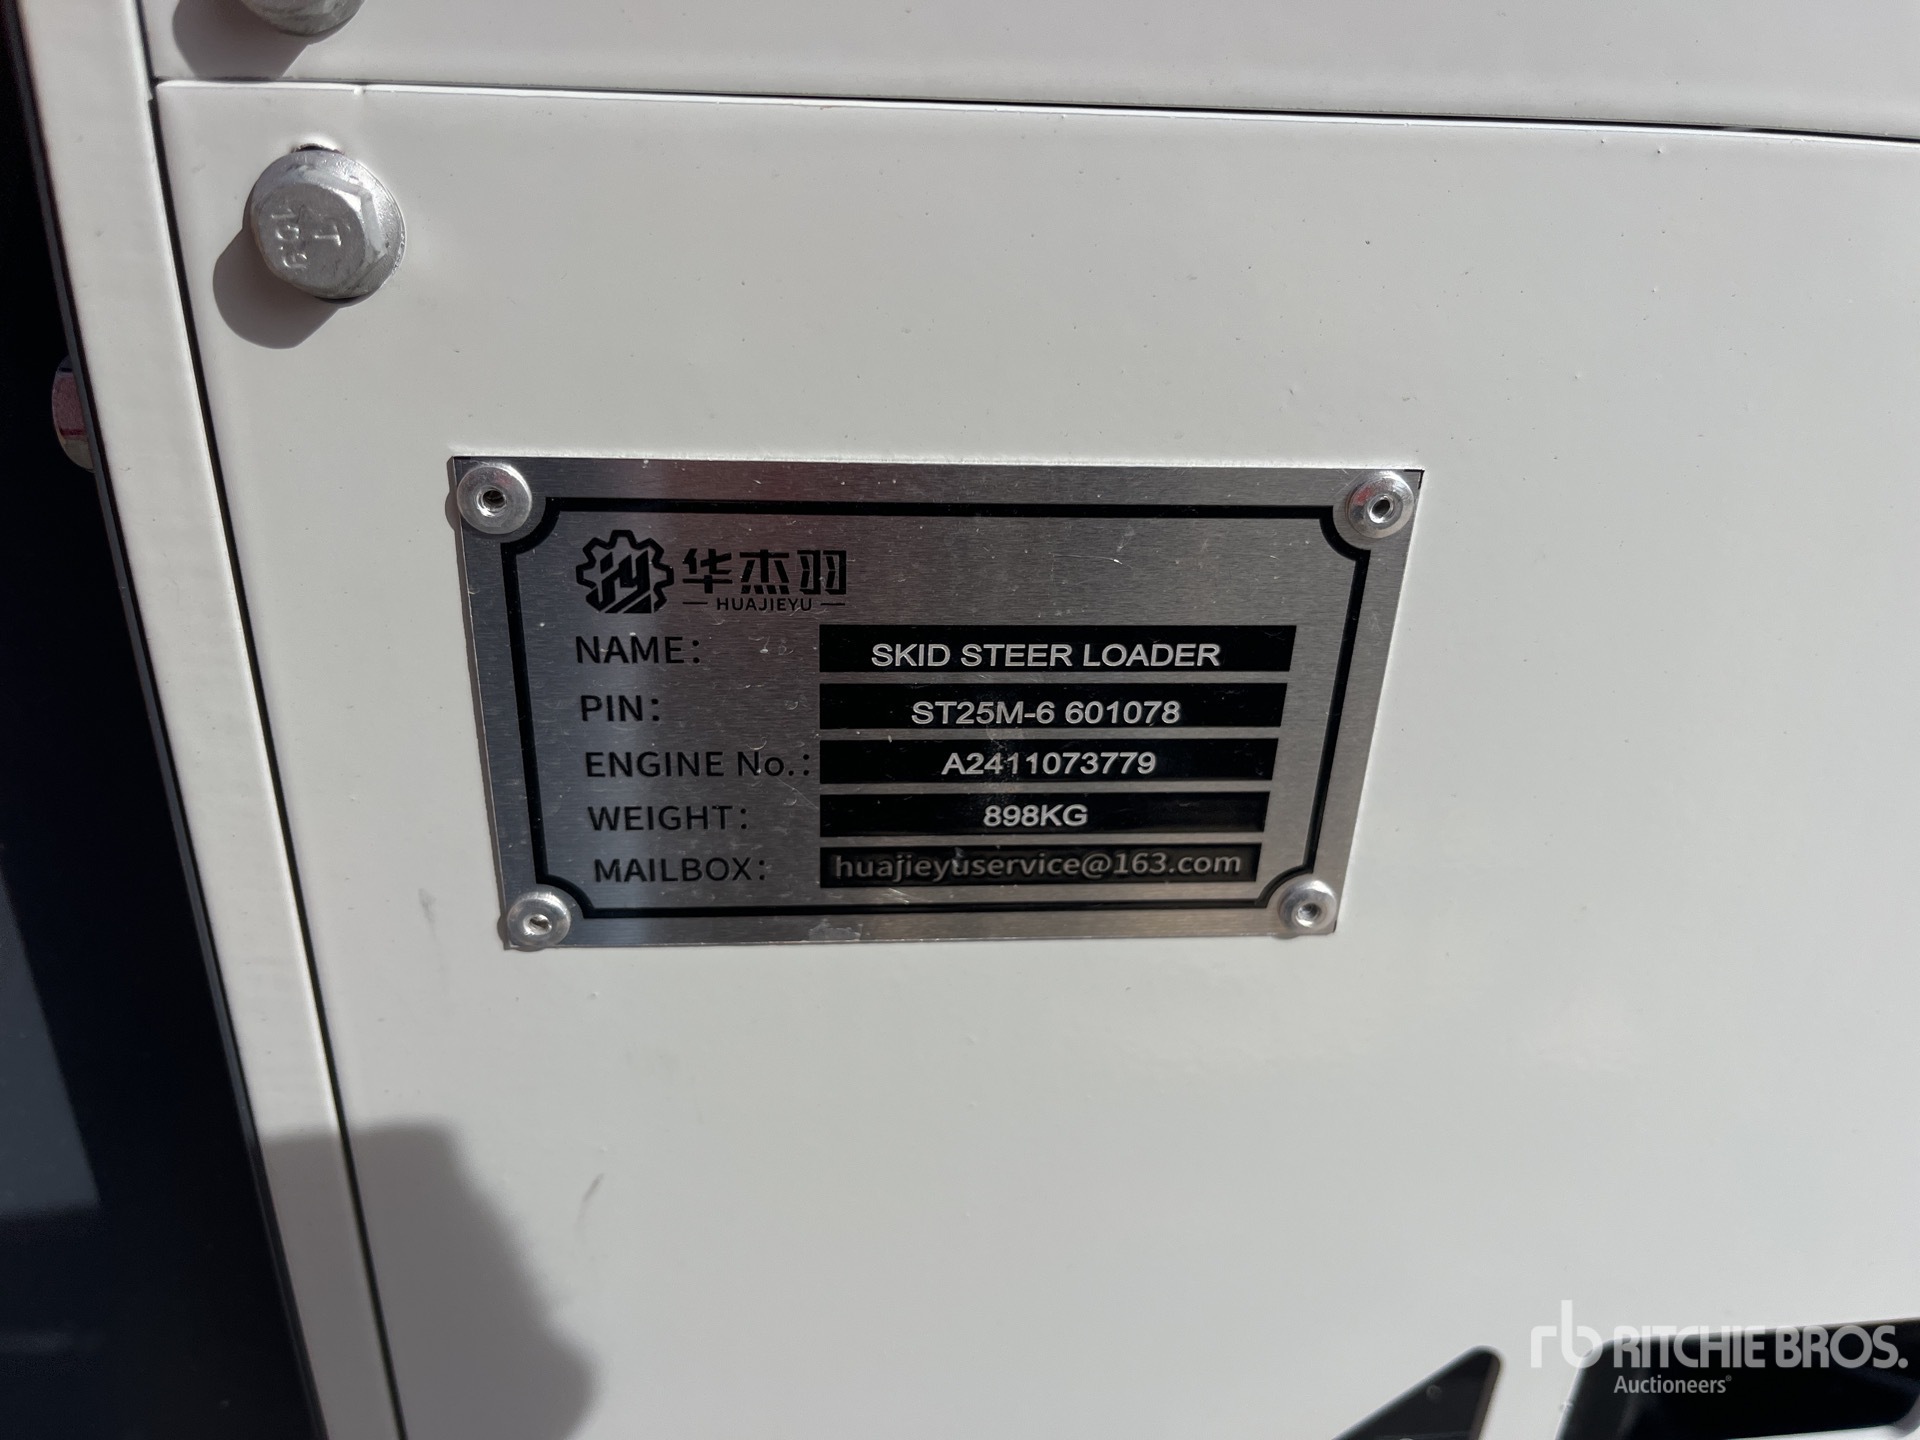 华杰羽
HUAJIEYU
NAME: SKID STEER LOADER
PIN: ST25M-6 601078
ENGINE No.: A2411073779
WEIGHT: 898KG
MAILBOX: huajieyuservice@163.com
rb RITCHIE BROS.
Auctioneers®